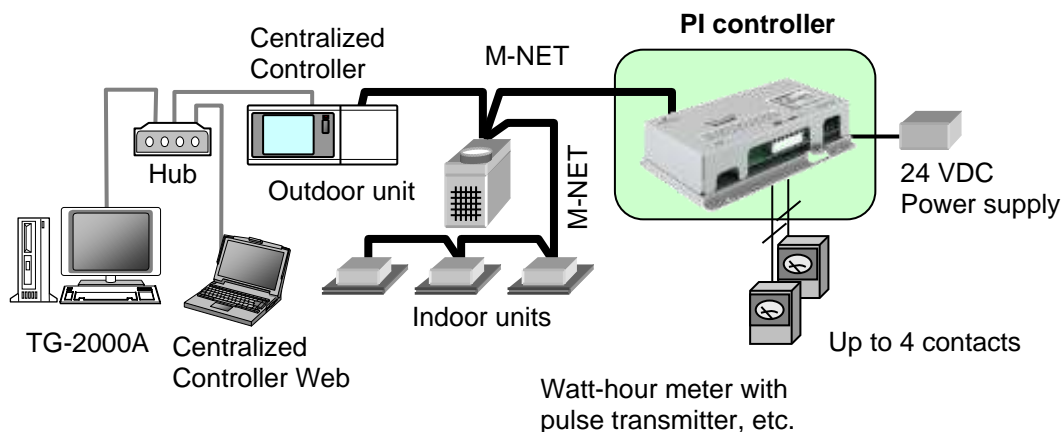 PI controller
Centralized
Controller
M-NET
M-NET
Hub
Outdoor unit
24 VDC
Power supply
Indoor units
TG-2000A
Centralized
Controller Web
Up to 4 contacts
Watt-hour meter with
pulse transmitter, etc.